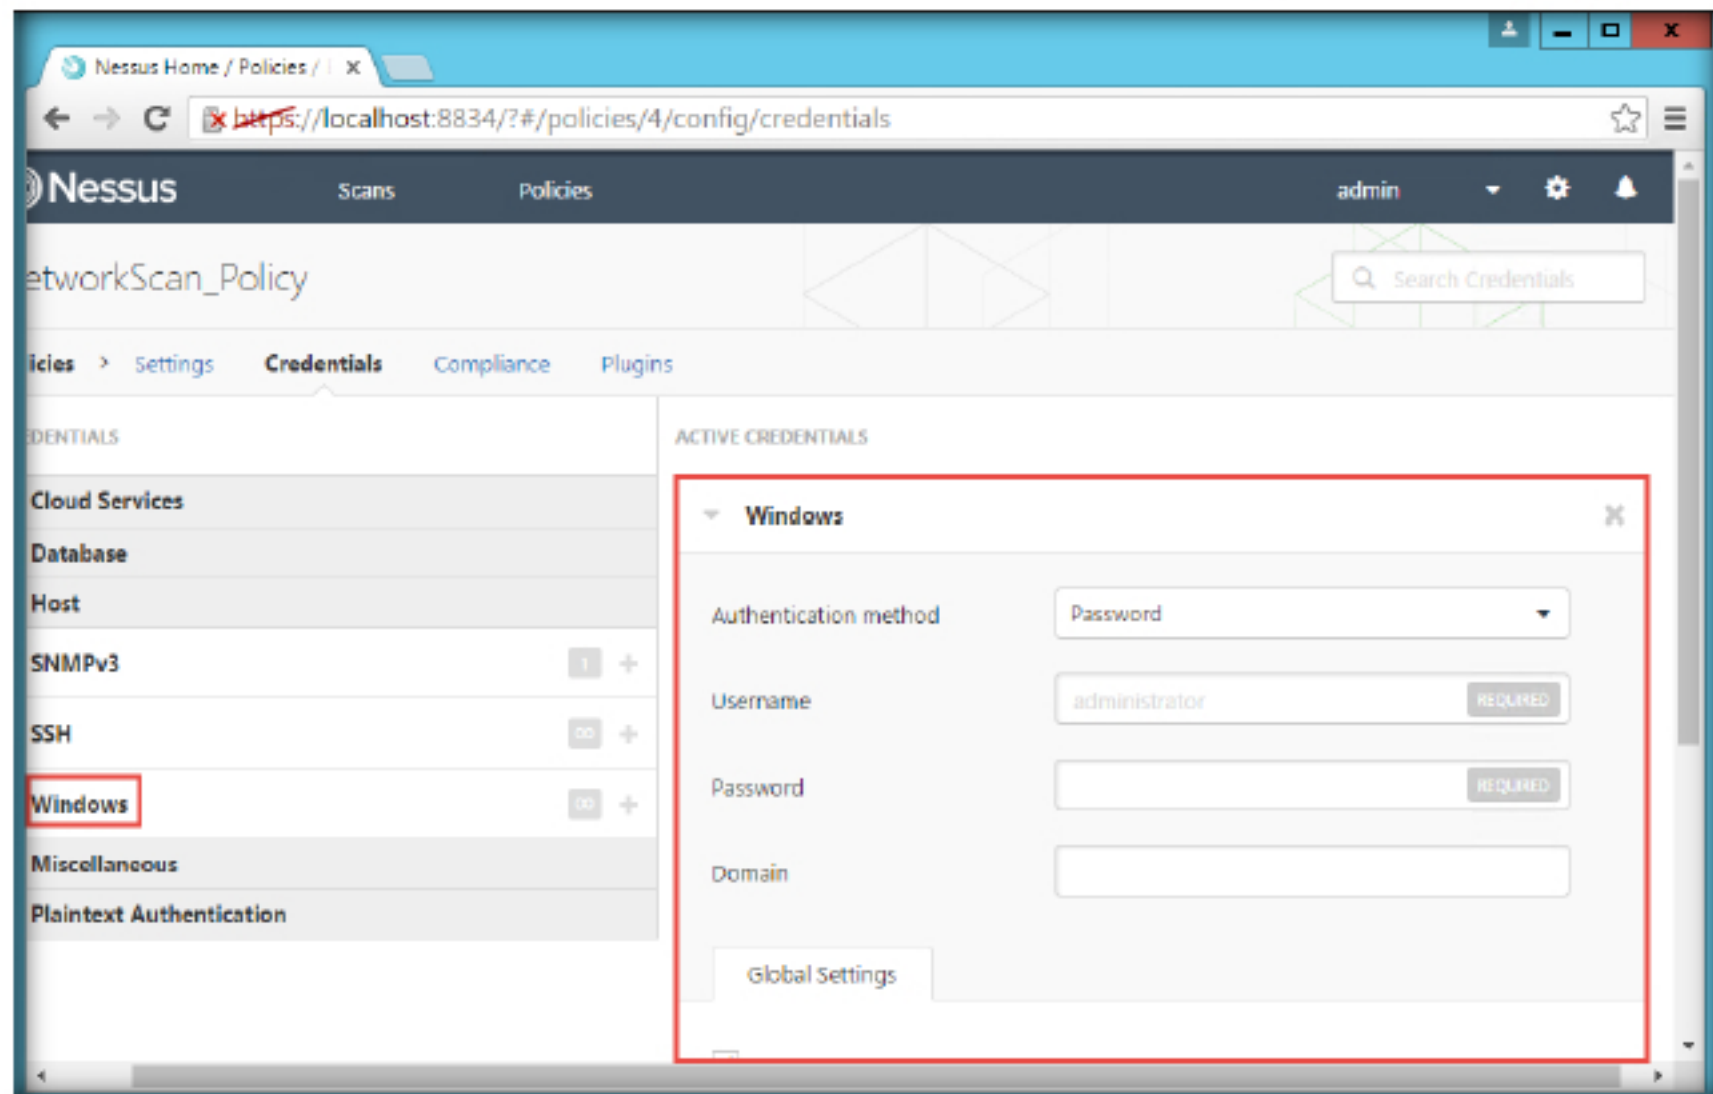 Nessus Home / Policies /
https://localhost:8834/?#/policies/4/config/credentials
Nessus
Scans
Policies
admin
etworkScan_Policy
Search Credentials
icies > Settings Credentials Compliance Plugins
EDENTIALS
ACTIVE CREDENTIALS
Cloud Services
Database
Host
SNMPv3 1 +
SSH ∞ +
Windows ∞ +
Miscellaneous
Plaintext Authentication
Windows
Authentication method Password
Username administrator REQUIRED
Password REQUIRED
Domain
Global Settings